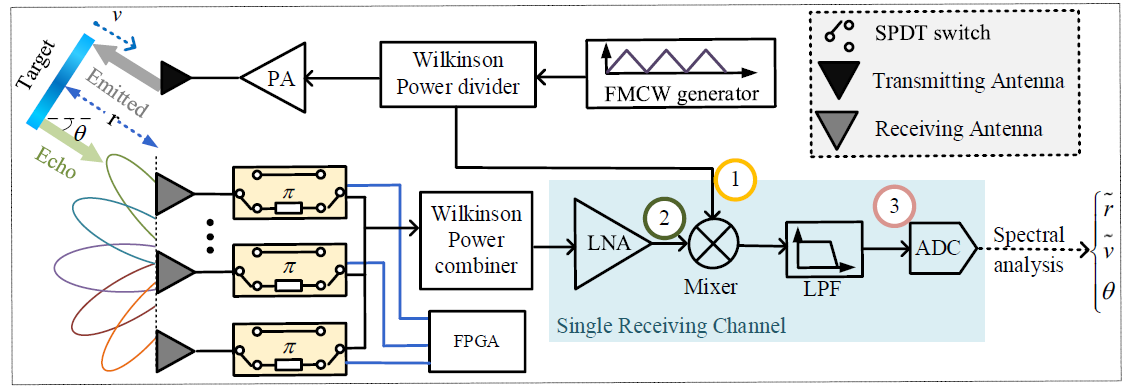 v
Target
Emitted
r
θ
Echo
PA
Wilkinson
Power divider
FMCW generator
SPDT switch
Transmitting Antenna
Receiving Antenna
π
π
π
Wilkinson
Power
combiner
FPGA
1
2
3
LNA
Mixer
LPF
ADC
Single Receiving Channel
Spectral
analysis
r̃
ṽ
θ